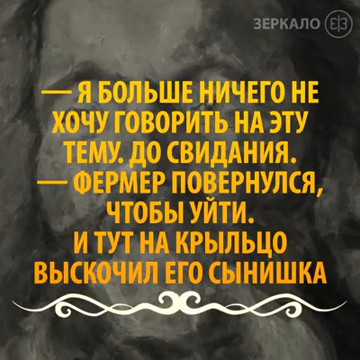 ЗЕРКАЛО
— Я БОЛЬШЕ НИЧЕГО НЕ
ХОЧУ ГОВОРИТЬ НА ЭТУ
ТЕМУ. ДО СВИДАНИЯ.
— ФЕРМЕР ПОВЕРНУЛСЯ,
ЧТОБЫ УЙТИ.
И ТУТ НА КРЫЛЬЦО
ВЫСКОЧИЛ ЕГО СЫНИШКА